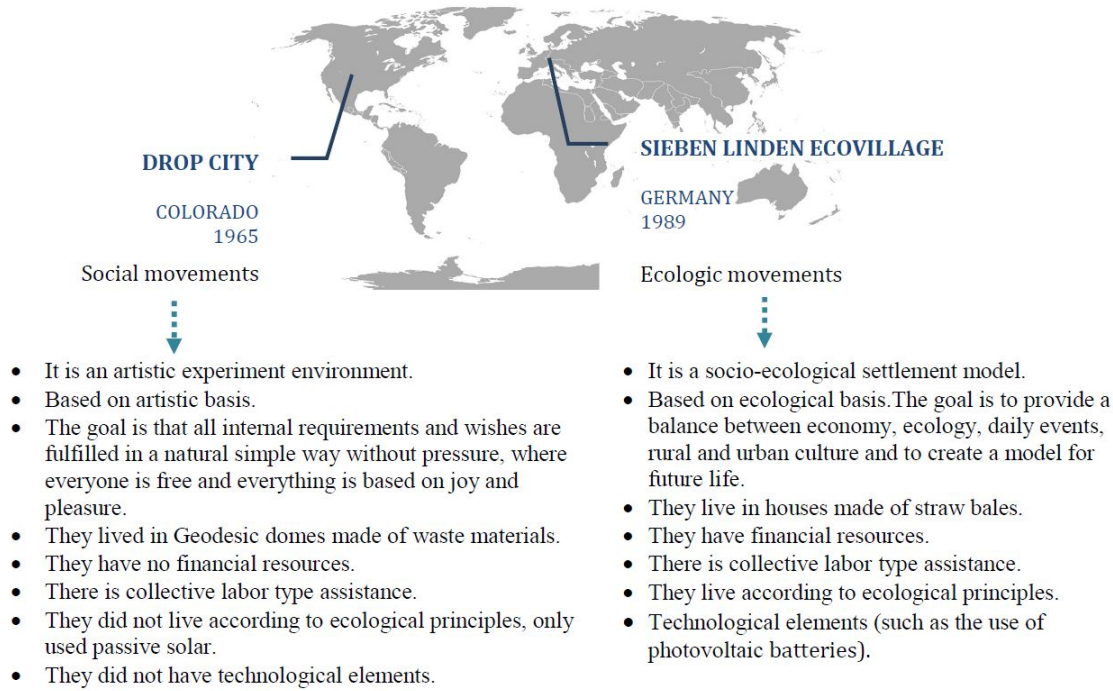 DROP CITY
COLORADO
1965
Social movements
• It is an artistic experiment environment.
• Based on artistic basis.
• The goal is that all internal requirements and wishes are
fulfilled in a natural simple way without pressure, where
everyone is free and everything is based on joy and
pleasure.
• They lived in Geodesic domes made of waste materials.
• They have no financial resources.
• There is collective labor type assistance.
• They did not live according to ecological principles, only
used passive solar.
• They did not have technological elements.
SIEBEN LINDEN ECOVILLAGE
GERMANY
1989
Ecologic movements
• It is a socio-ecological settlement model.
• Based on ecological basis.The goal is to provide a
balance between economy, ecology, daily events,
rural and urban culture and to create a model for
future life.
• They live in houses made of straw bales.
• They have financial resources.
• There is collective labor type assistance.
• They live according to ecological principles.
• Technological elements (such as the use of
photovoltaic batteries).